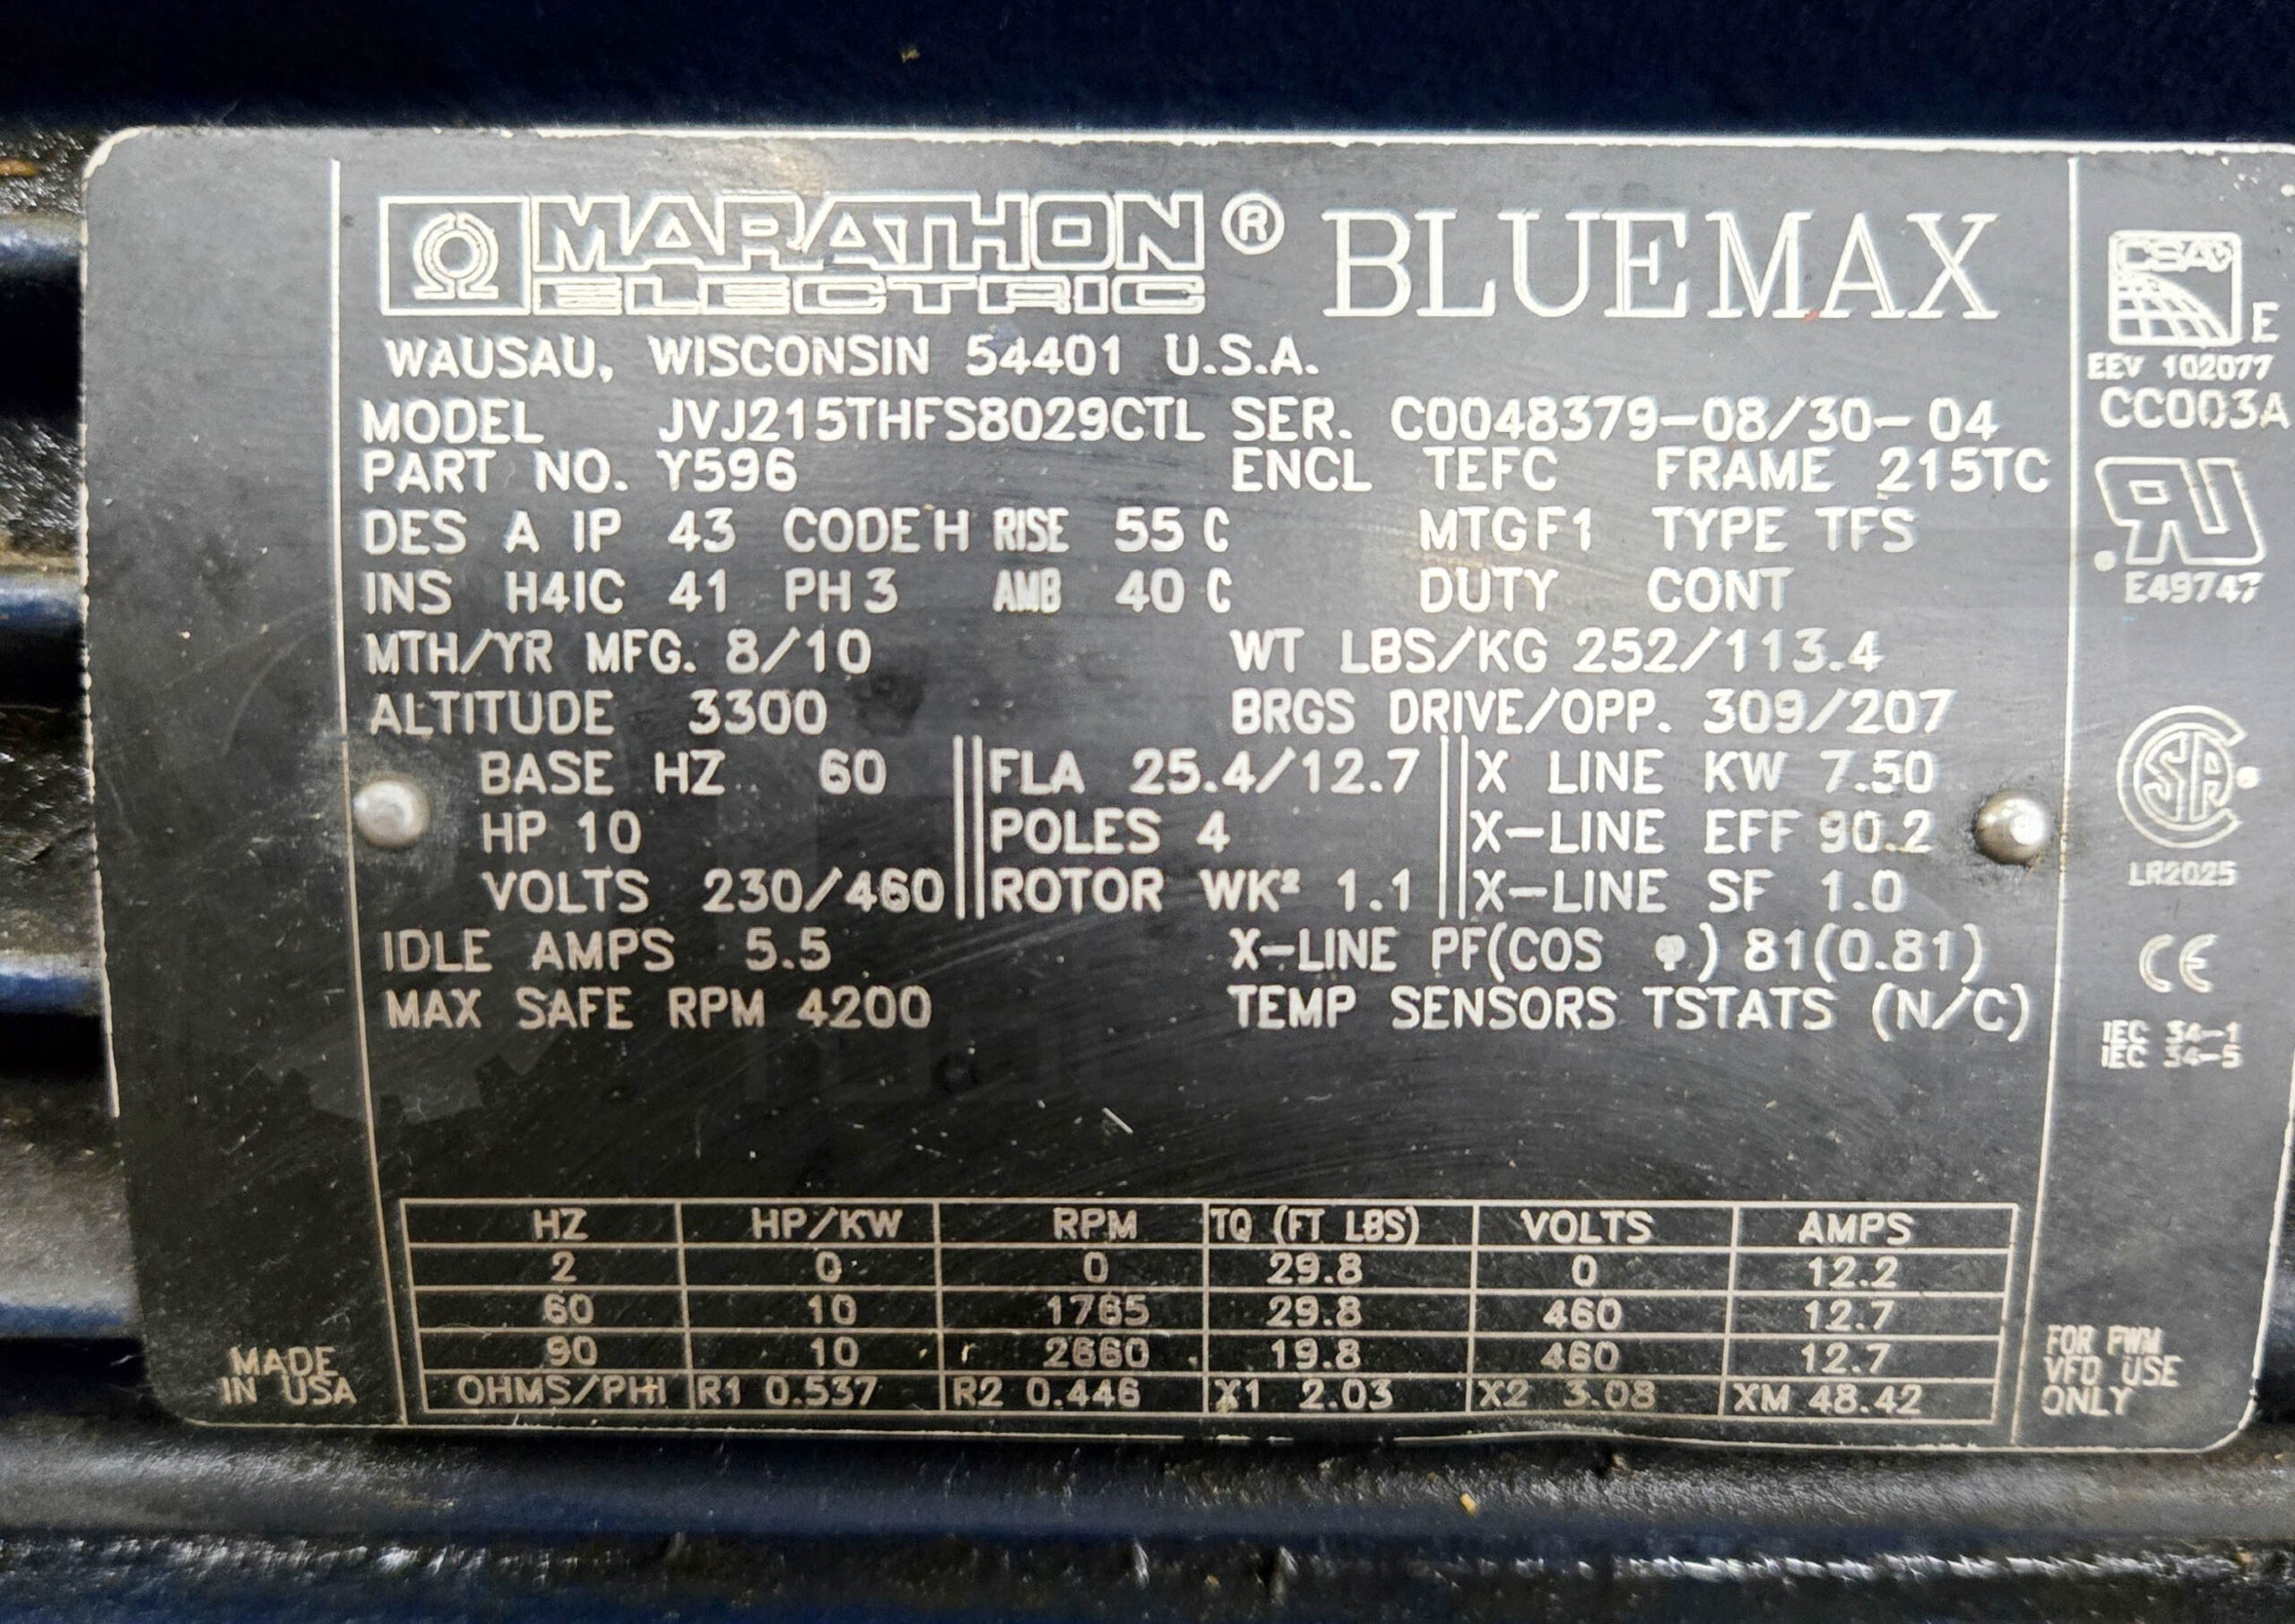 MARATHON ® BLUE MAX
ELECTRIC
WAUSAU, WISCONSIN 54401 U.S.A.
MODEL JVJ215THFS8029CTL SER. C0048379-08/30-04
PART NO. Y596 ENCL TEFC FRAME 215TC
DES A IP 43 CODE H RISE 55 C MTG F1 TYPE TFS
INS H4IC 41 PH 3 AMB 40 C DUTY CONT
MTH/YR MFG. 8/10 WT LBS/KG 252/113.4
ALTITUDE 3300 BRGS DRIVE/OPP. 309/207
BASE HZ 60 FLA 25.4/12.7 X LINE KW 7.50
HP 10 POLES 4 X-LINE EFF 90.2
VOLTS 230/460 ROTOR WK² 1.1 X-LINE SF 1.0
IDLE AMPS 5.5 X-LINE PF(COS φ) 81(0.81)
MAX SAFE RPM 4200 TEMP SENSORS TSTATS (N/C)
HZ HP/KW RPM TQ (FT LBS) VOLTS AMPS
2 0 0 29.8 0 12.2
60 10 1765 29.8 460 12.7
90 10 2660 19.8 460 12.7
OHMS/PHI R1 0.537 R2 0.446 X1 2.03 X2 3.08 XM 48.42
MADE
IN USA
CSA E
EEV 102077
CC003A
RU
E49747
SA
LR2025
CE
IEC 34-1
IEC 34-5
FOR PWM
VFD USE
ONLY